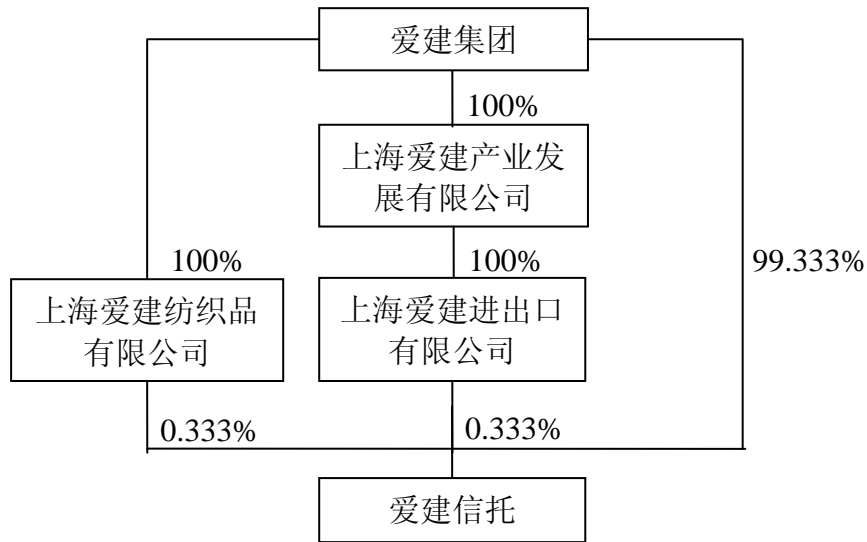 爱建集团
100%
上海爱建产业发
展有限公司
100%
100%
99.333%
上海爱建纺织品
有限公司
上海爱建进出口
有限公司
0.333%
0.333%
爱建信托